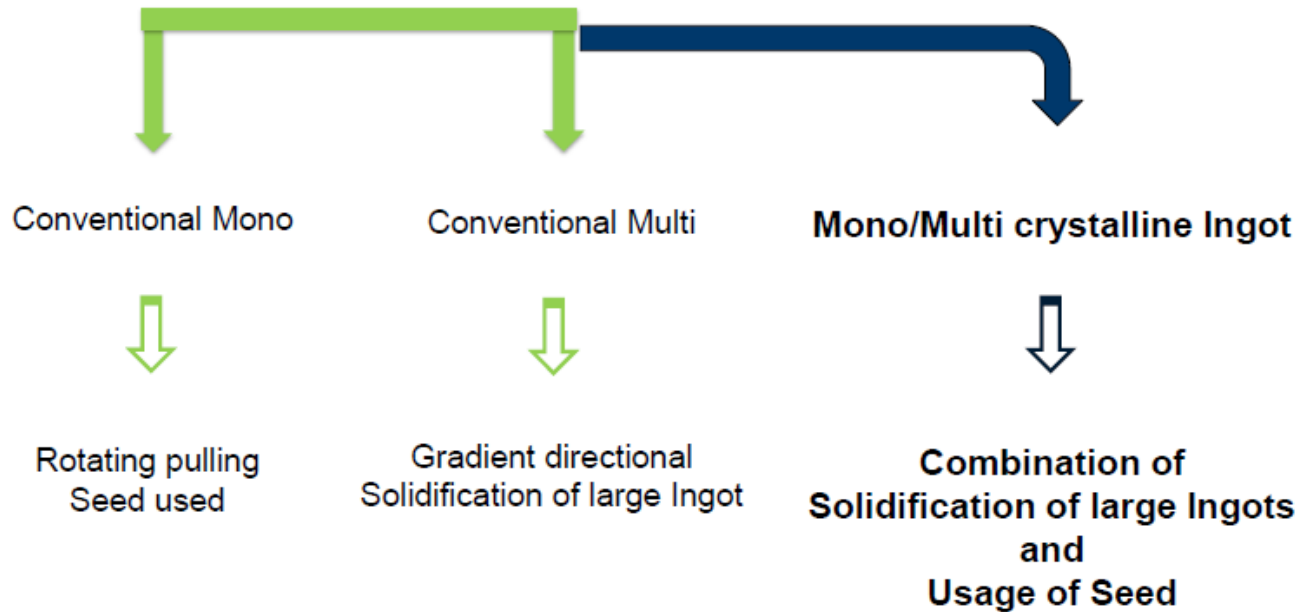 Conventional Mono
Conventional Multi
Mono/Multi crystalline Ingot
Rotating pulling
Seed used
Gradient directional
Solidification of large Ingot
Combination of
Solidification of large Ingots
and
Usage of Seed